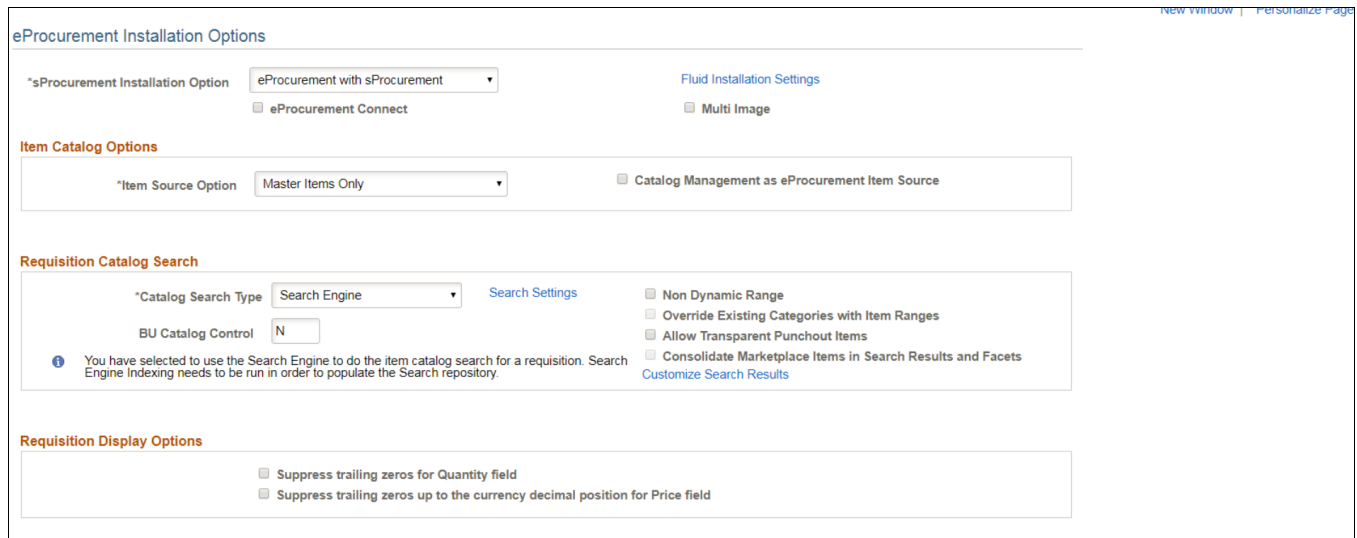 New Window | Personalize Page
eProcurement Installation Options
*sProcurement Installation Option eProcurement with sProcurement Fluid Installation Settings
eProcurement Connect Multi Image
Item Catalog Options
*Item Source Option Master Items Only Catalog Management as eProcurement Item Source
Requisition Catalog Search
*Catalog Search Type Search Engine Search Settings Non Dynamic Range
Override Existing Categories with Item Ranges
BU Catalog Control N Allow Transparent Punchout Items
Consolidate Marketplace Items in Search Results and Facets
You have selected to use the Search Engine to do the item catalog search for a requisition. Search
Engine Indexing needs to be run in order to populate the Search repository.
Customize Search Results
Requisition Display Options
Suppress trailing zeros for Quantity field
Suppress trailing zeros up to the currency decimal position for Price field